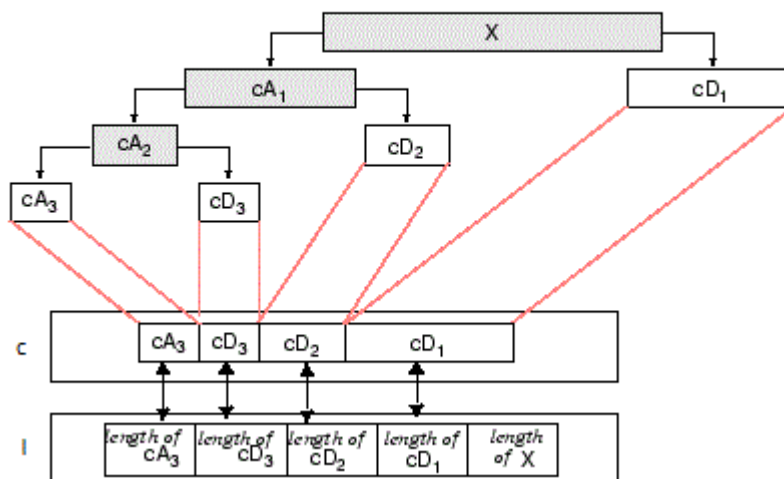 X
cA₁
cD₁
cA₂
cD₂
cA₃
cD₃
C
cA₃ cD₃ cD₂ cD₁
l
length of cA₃
length of cD₃
length of cD₂
length of cD₁
length of X